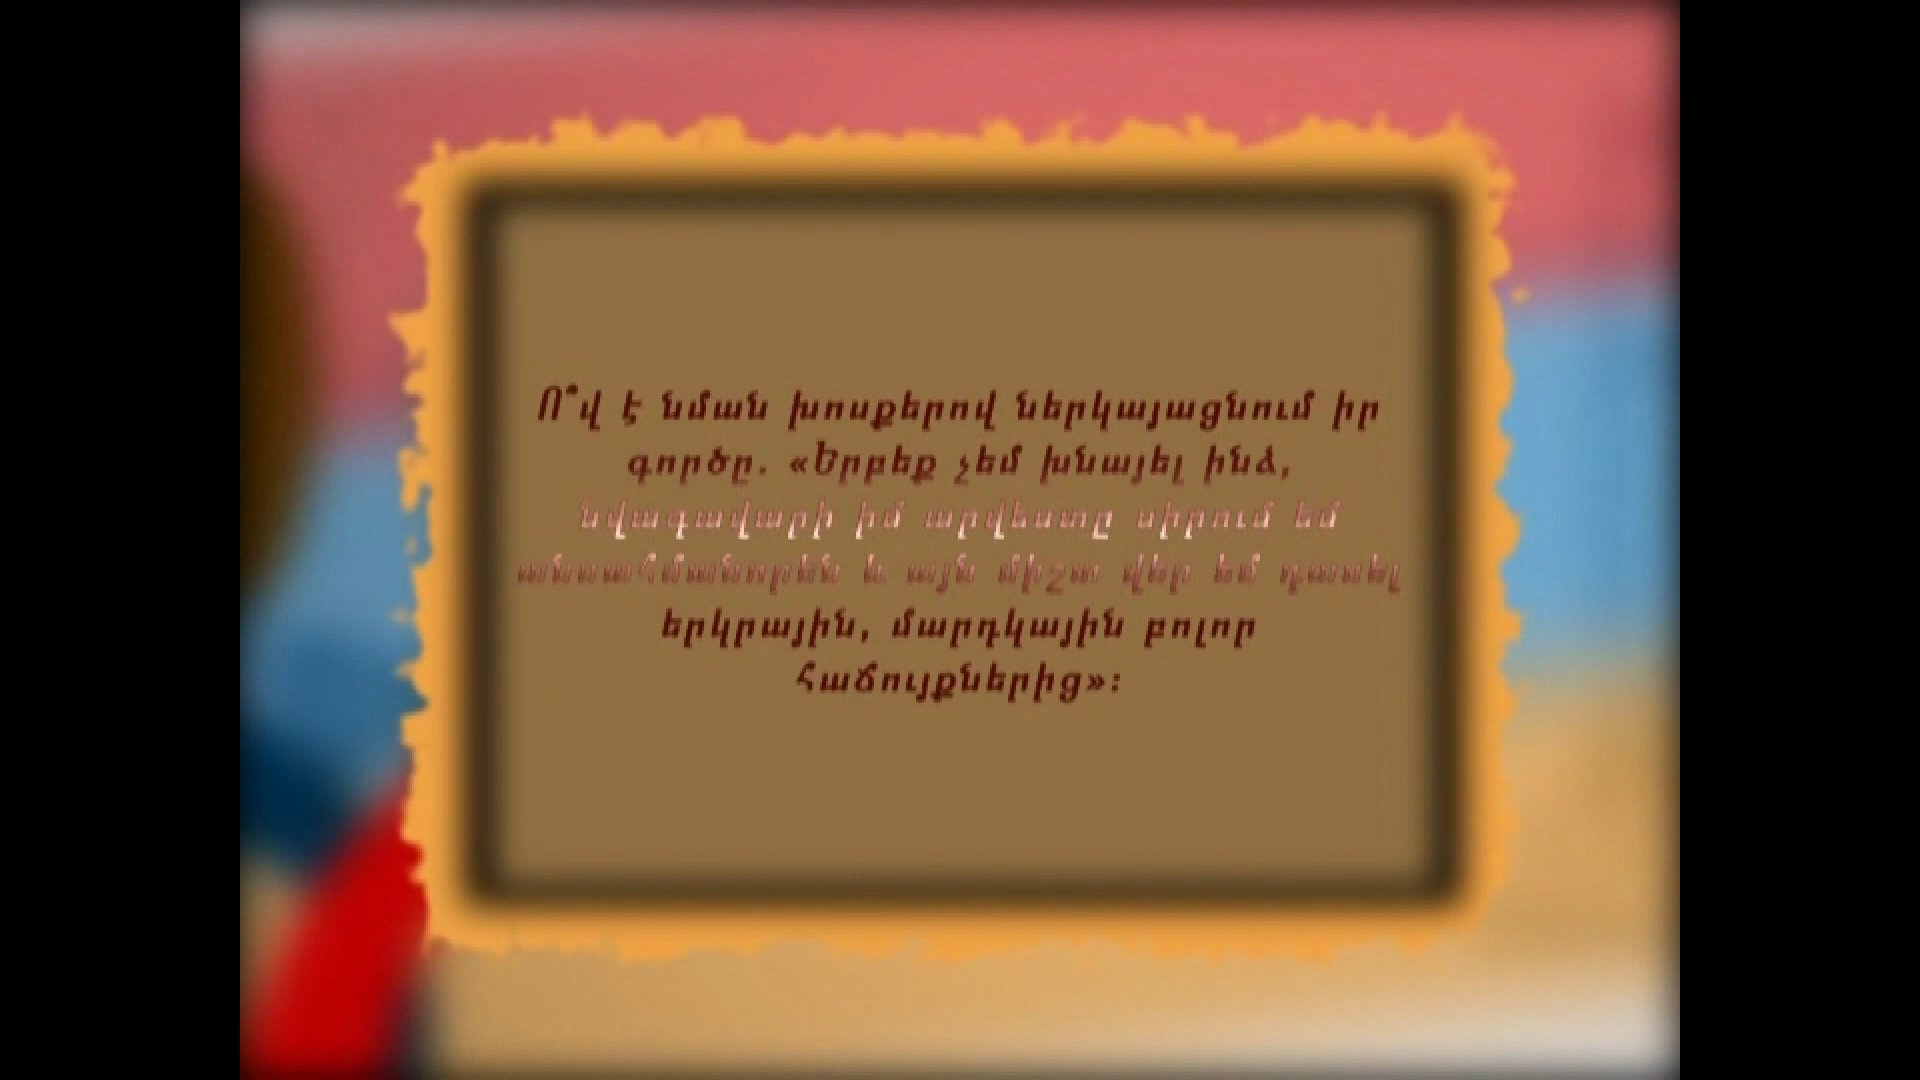 Ո՞վ է նման խոսքերով ներկայացնում իր
գործը. «Երբեք չեմ խնայել ինձ,
նվագավարի իմ արվեստը սիրում եմ
անսահմանորեն և այն միշտ վեր եմ դասել
երկրային, մարդկային բոլոր
հաճույքներից»: